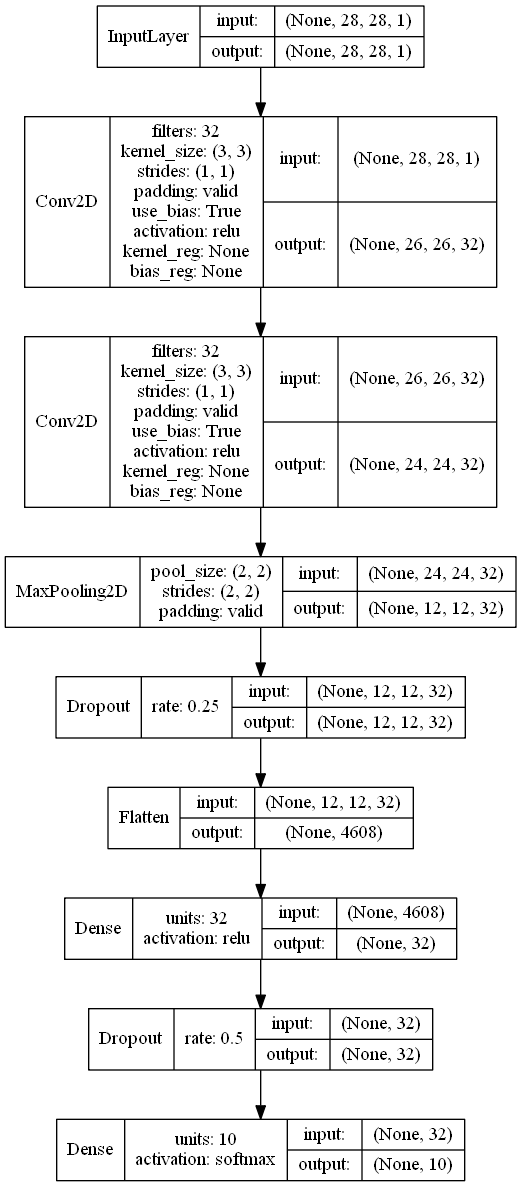 InputLayer
input:
(None, 28, 28, 1)
output:
(None, 28, 28, 1)
Conv2D
filters: 32
kernel_size: (3, 3)
strides: (1, 1)
padding: valid
use_bias: True
activation: relu
kernel_reg: None
bias_reg: None
input:
(None, 28, 28, 1)
output:
(None, 26, 26, 32)
Conv2D
filters: 32
kernel_size: (3, 3)
strides: (1, 1)
padding: valid
use_bias: True
activation: relu
kernel_reg: None
bias_reg: None
input:
(None, 26, 26, 32)
output:
(None, 24, 24, 32)
MaxPooling2D
pool_size: (2, 2)
strides: (2, 2)
padding: valid
input:
(None, 24, 24, 32)
output:
(None, 12, 12, 32)
Dropout
rate: 0.25
input:
(None, 12, 12, 32)
output:
(None, 12, 12, 32)
Flatten
input:
(None, 12, 12, 32)
output:
(None, 4608)
Dense
units: 32
activation: relu
input:
(None, 4608)
output:
(None, 32)
Dropout
rate: 0.5
input:
(None, 32)
output:
(None, 32)
Dense
units: 10
activation: softmax
input:
(None, 32)
output:
(None, 10)